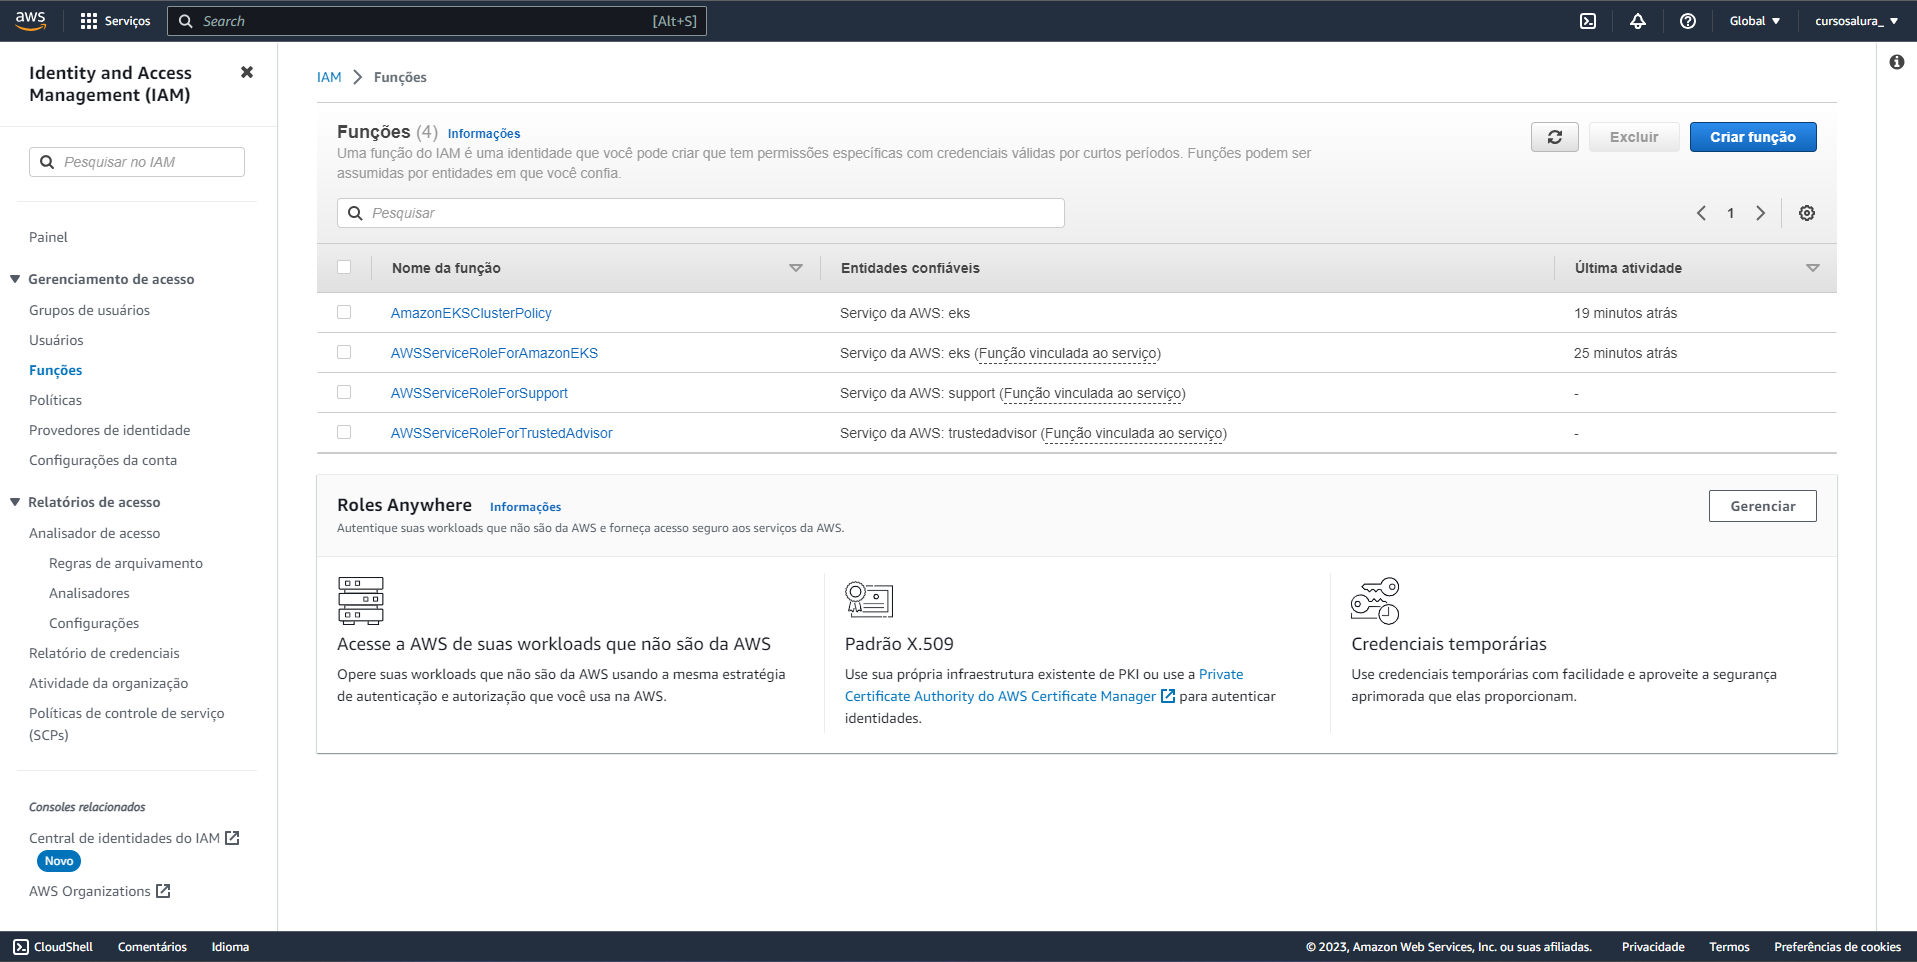 aws
Serviços
Search
[Alt+S]
Global
cursosalura_
Identity and Access
Management (IAM)
Pesquisar no IAM
Painel
Gerenciamento de acesso
Grupos de usuários
Usuários
Funções
Políticas
Provedores de identidade
Configurações da conta
Relatórios de acesso
Analisador de acesso
Regras de arquivamento
Analisadores
Configurações
Relatório de credenciais
Atividade da organização
Políticas de controle de serviço
(SCPs)
Consoles relacionados
Central de identidades do IAM
Novo
AWS Organizations
IAM > Funções
Funções (4) Informações
Uma função do IAM é uma identidade que você pode criar que tem permissões específicas com credenciais válidas por curtos períodos. Funções podem ser
assumidas por entidades em que você confia.
Excluir
Criar função
Pesquisar
1
Nome da função
Entidades confiáveis
Última atividade
AmazonEKSClusterPolicy
Serviço da AWS: eks
19 minutos atrás
AWSServiceRoleForAmazonEKS
Serviço da AWS: eks (Função vinculada ao serviço)
25 minutos atrás
AWSServiceRoleForSupport
Serviço da AWS: support (Função vinculada ao serviço)
-
AWSServiceRoleForTrustedAdvisor
Serviço da AWS: trustedadvisor (Função vinculada ao serviço)
-
Roles Anywhere Informações
Autentique suas workloads que não são da AWS e forneça acesso seguro aos serviços da AWS.
Gerenciar
Acesse a AWS de suas workloads que não são da AWS
Opere suas workloads que não são da AWS usando a mesma estratégia
de autenticação e autorização que você usa na AWS.
Padrão X.509
Use sua própria infraestrutura existente de PKI ou use a Private
Certificate Authority do AWS Certificate Manager para autenticar
identidades.
Credenciais temporárias
Use credenciais temporárias com facilidade e aproveite a segurança
aprimorada que elas proporcionam.
CloudShell
Comentários
Idioma
© 2023, Amazon Web Services, Inc. ou suas afiliadas.
Privacidade
Termos
Preferências de cookies